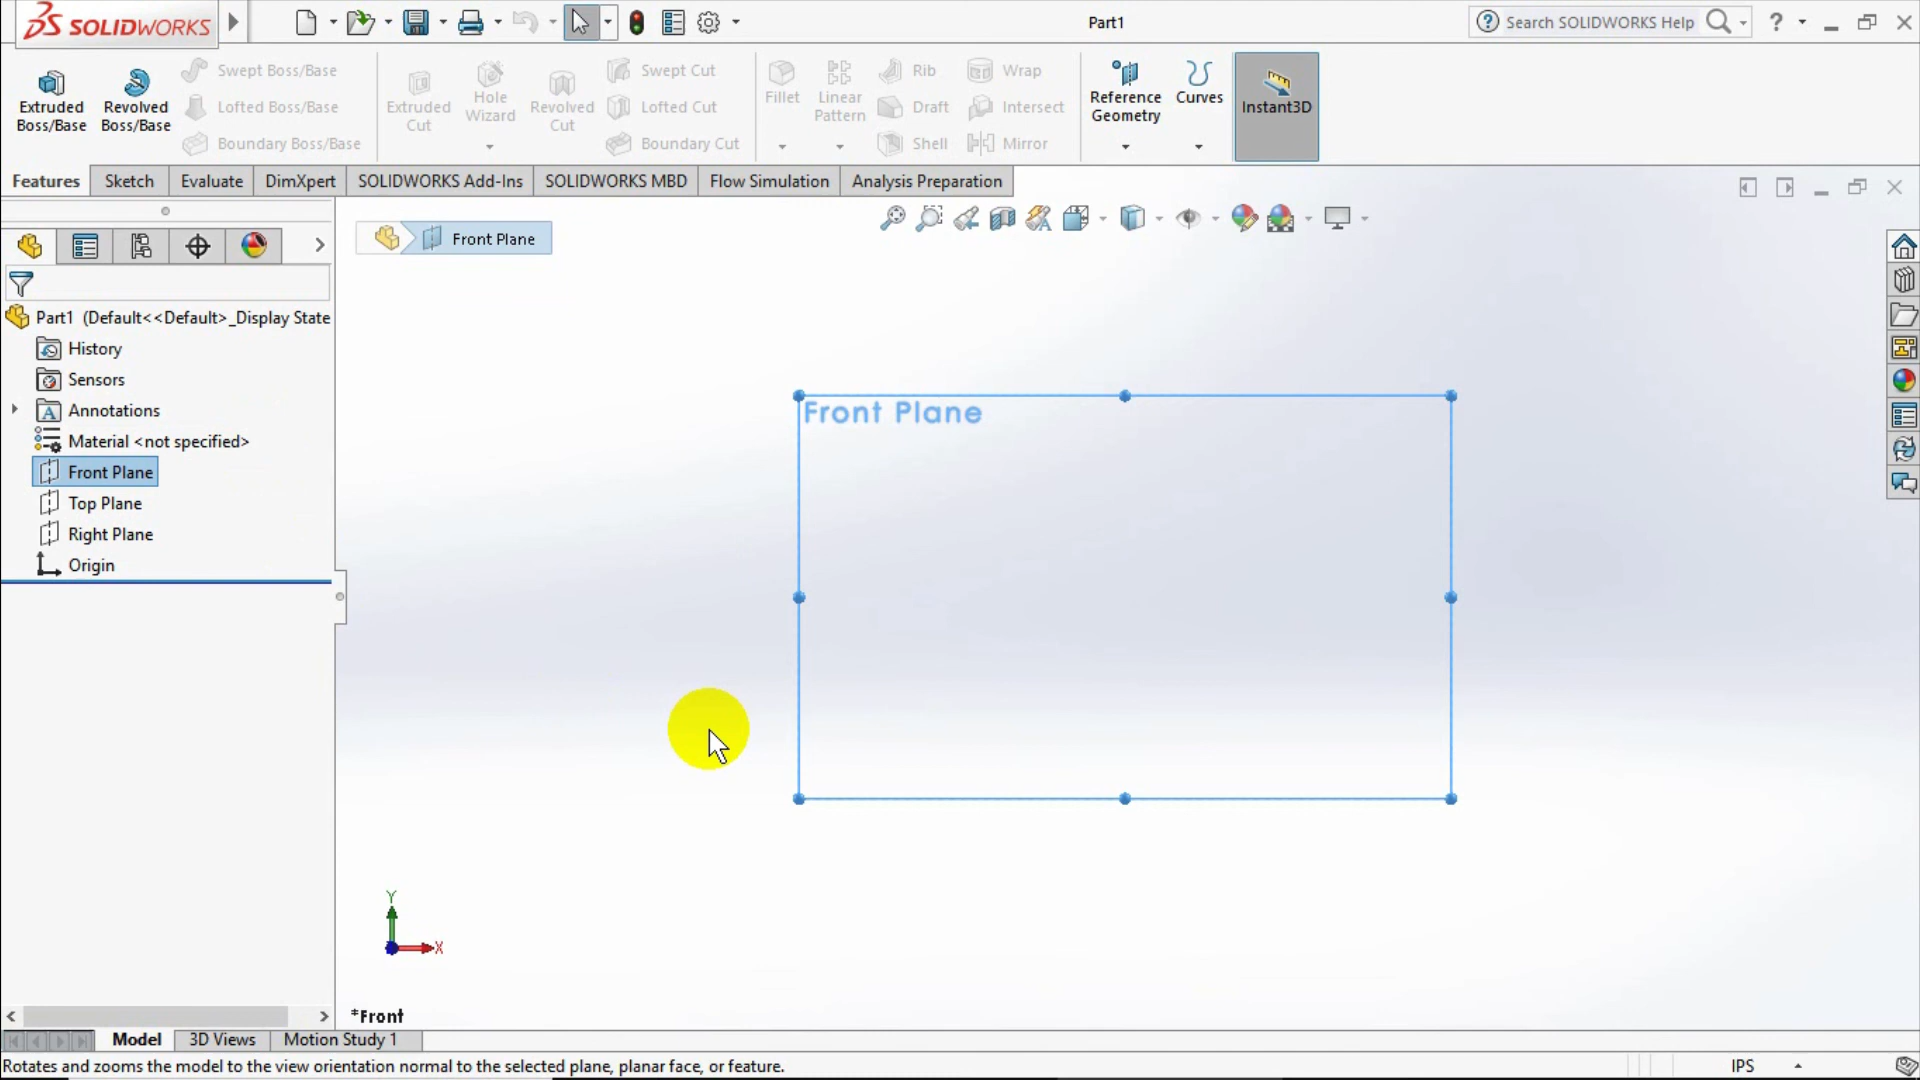 SOLIDWORKS
Part1
Search SOLIDWORKS Help
?
Extruded Boss/Base
Revolved Boss/Base
Swept Boss/Base
Lofted Boss/Base
Boundary Boss/Base
Extruded Cut
Hole Wizard
Revolved Cut
Swept Cut
Lofted Cut
Boundary Cut
Fillet
Linear Pattern
Rib
Draft
Shell
Wrap
Intersect
Mirror
Reference Geometry
Curves
Instant3D
Features
Sketch
Evaluate
DimXpert
SOLIDWORKS Add-Ins
SOLIDWORKS MBD
Flow Simulation
Analysis Preparation
Front Plane
Part1 (Default<<Default>_Display State
History
Sensors
Annotations
Material <not specified>
Front Plane
Top Plane
Right Plane
Origin
Front Plane
Y
X
*Front
Model
3D Views
Motion Study 1
Rotates and zooms the model to the view orientation normal to the selected plane, planar face, or feature.
IPS